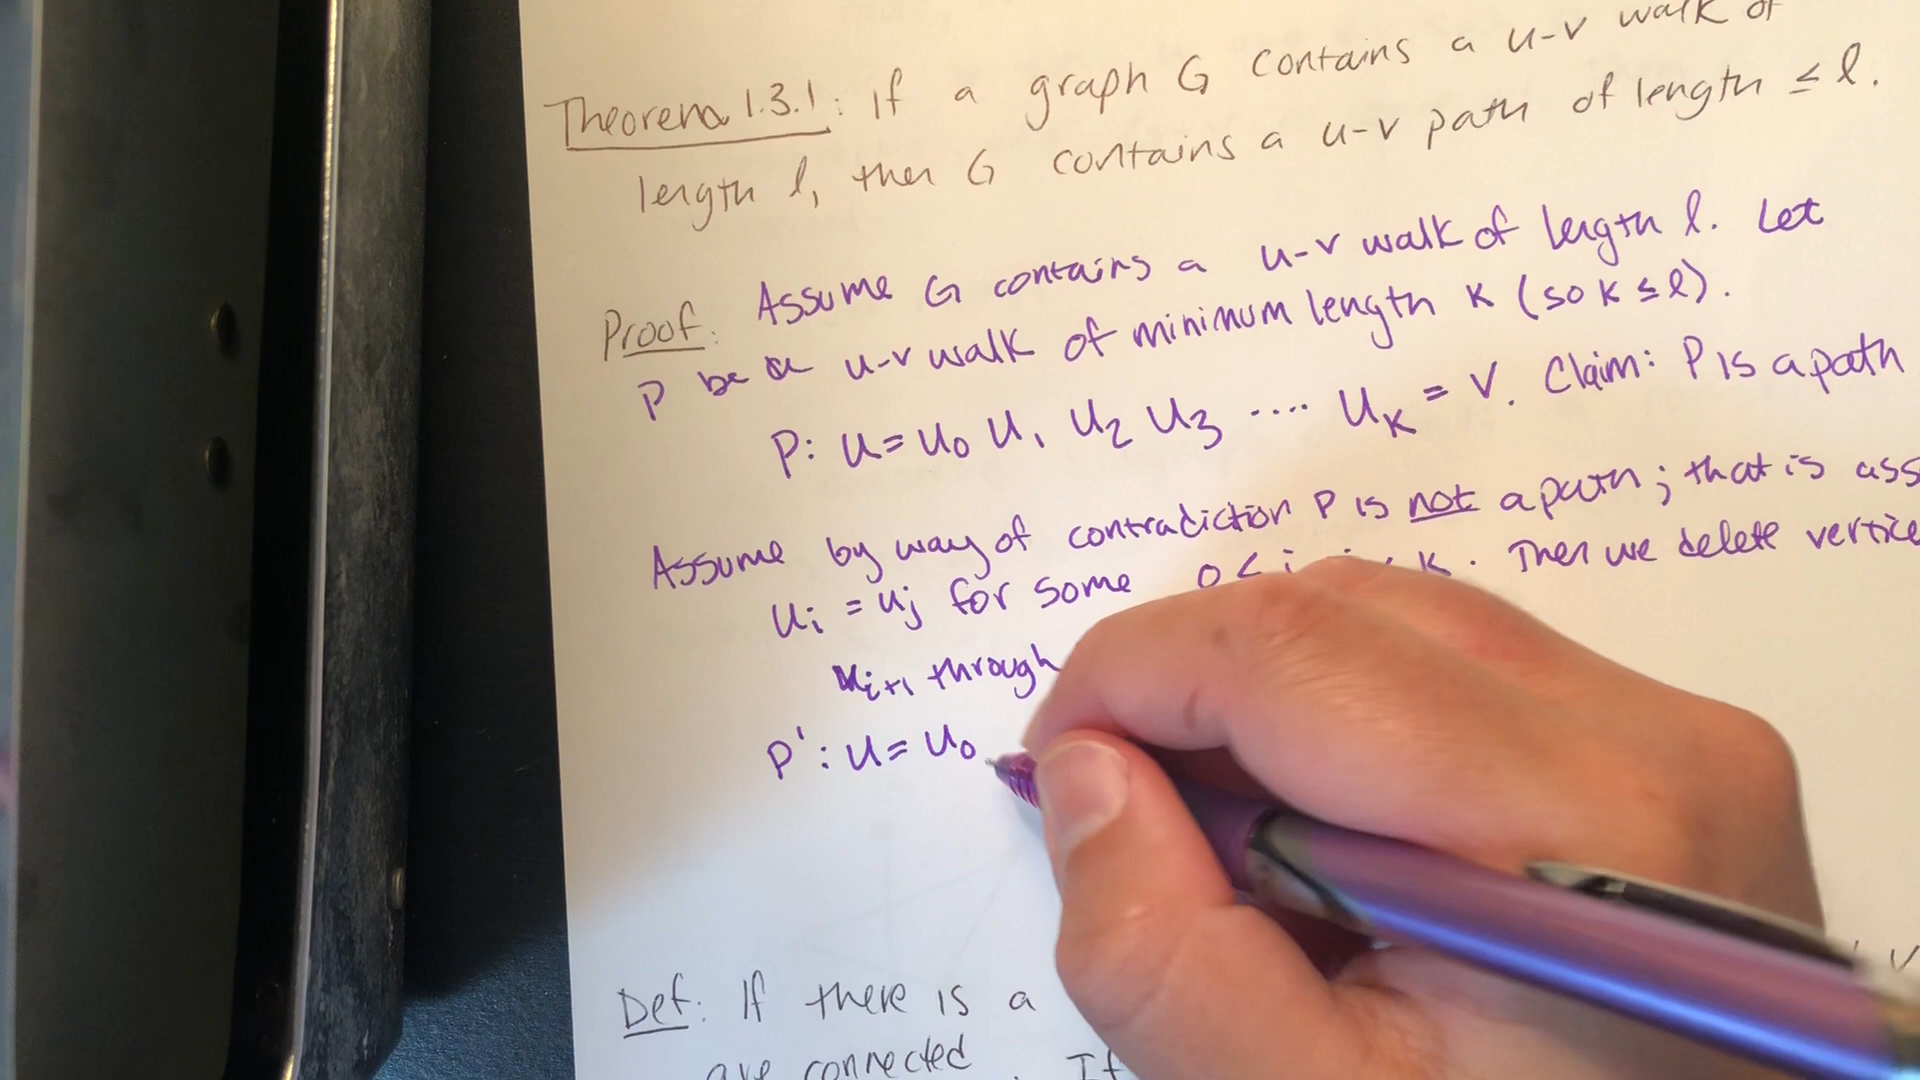 Theorem 1.3.1: If a graph G contains a u-v walk of
length l, then G contains a u-v path of length ≤ l.
Proof: Assume G contains a u-v walk of length l. Let
P be a u-v walk of minimum length K (so K ≤ l).
P: u = u₀ u₁ u₂ u₃ .... u_K = v. Claim: P is a path
Assume by way of contradiction P is not a path; that is ass
uᵢ = uⱼ for some 0 < i K. Then we delete vertice
uᵢ₊₁ through
P': u = u₀
Def: If there is a
are connected. If